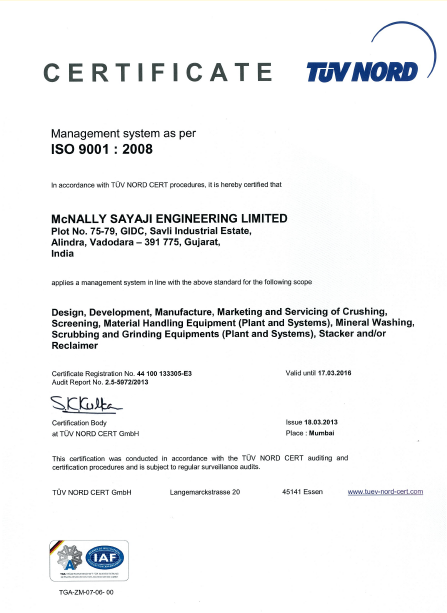 CERTIFICATE
TÜV NORD
Management system as per
ISO 9001 : 2008
In accordance with TÜV NORD CERT procedures, it is hereby certified that
McNALLY SAYAJI ENGINEERING LIMITED
Plot No. 75-79, GIDC, Savli Industrial Estate,
Alindra, Vadodara – 391 775, Gujarat,
India
applies a management system in line with the above standard for the following scope
Design, Development, Manufacture, Marketing and Servicing of Crushing,
Screening, Material Handling Equipment (Plant and Systems), Mineral Washing,
Scrubbing and Grinding Equipments (Plant and Systems), Stacker and/or
Reclaimer
Certificate Registration No. 44 100 133305-E3 Valid until 17.03.2016
Audit Report No. 2.5-5972/2013
S.K.Kulka
Certification Body Issue 18.03.2013
at TÜV NORD CERT GmbH Place : Mumbai
This certification was conducted in accordance with the TÜV NORD CERT auditing and
certification procedures and is subject to regular surveillance audits.
TÜV NORD CERT GmbH Langemarckstrasse 20 45141 Essen www.tuev-nord-cert.com
A IAF
TGA-ZM-07-06- 00